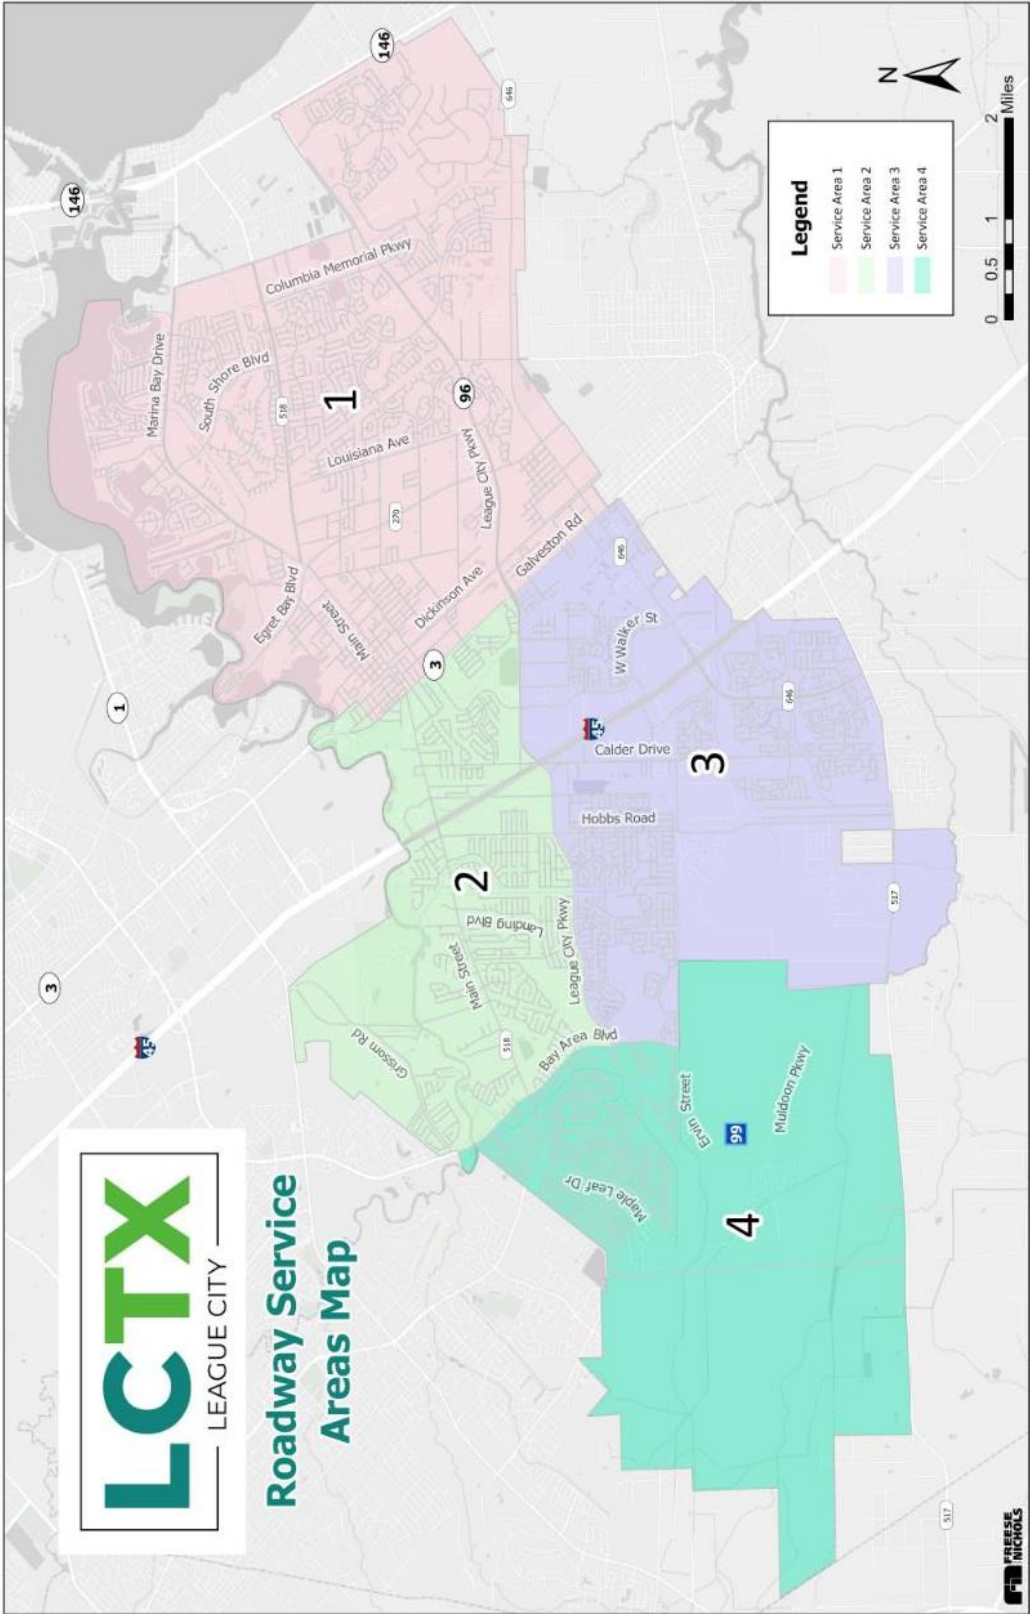 LCTX
LEAGUE CITY
Roadway Service
Areas Map
3
45
1
146
146
646
Marina Bay Drive
South Shore Blvd
Columbia Memorial Pkwy
518
1
Louisiana Ave
96
League City Pkwy
270
Egret Bay Blvd
Main Street
Dickinson Ave
Galveston Rd
3
Grissom Rd
2
Main Street
Landing Blvd
League City Pkwy
518
Bay Area Blvd
646
W Walker St
45
Calder Drive
3
646
Hobbs Road
517
Maple Leaf Dr
Ervin Street
99
Muldoon Pkwy
4
517
N
Legend
Service Area 1
Service Area 2
Service Area 3
Service Area 4
0 0.5 1 2
Miles
FREESE
NICHOLS